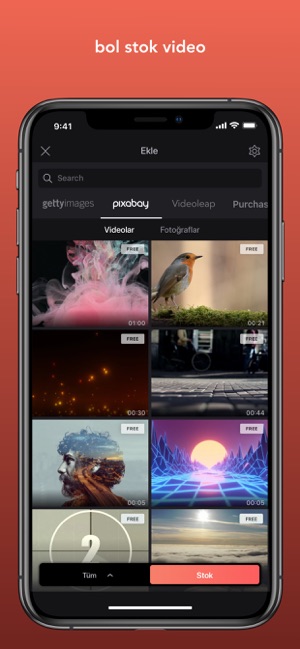 bol stok video
9:41
Ekle
Search
gettyimages pixabay Videoleap Purchas
Videolar Fotoğraflar
FREE FREE
01:00 00:21
FREE FREE
00:30 00:44
FREE FREE
00:05 00:05
FREE FREE
2
Tüm Stok